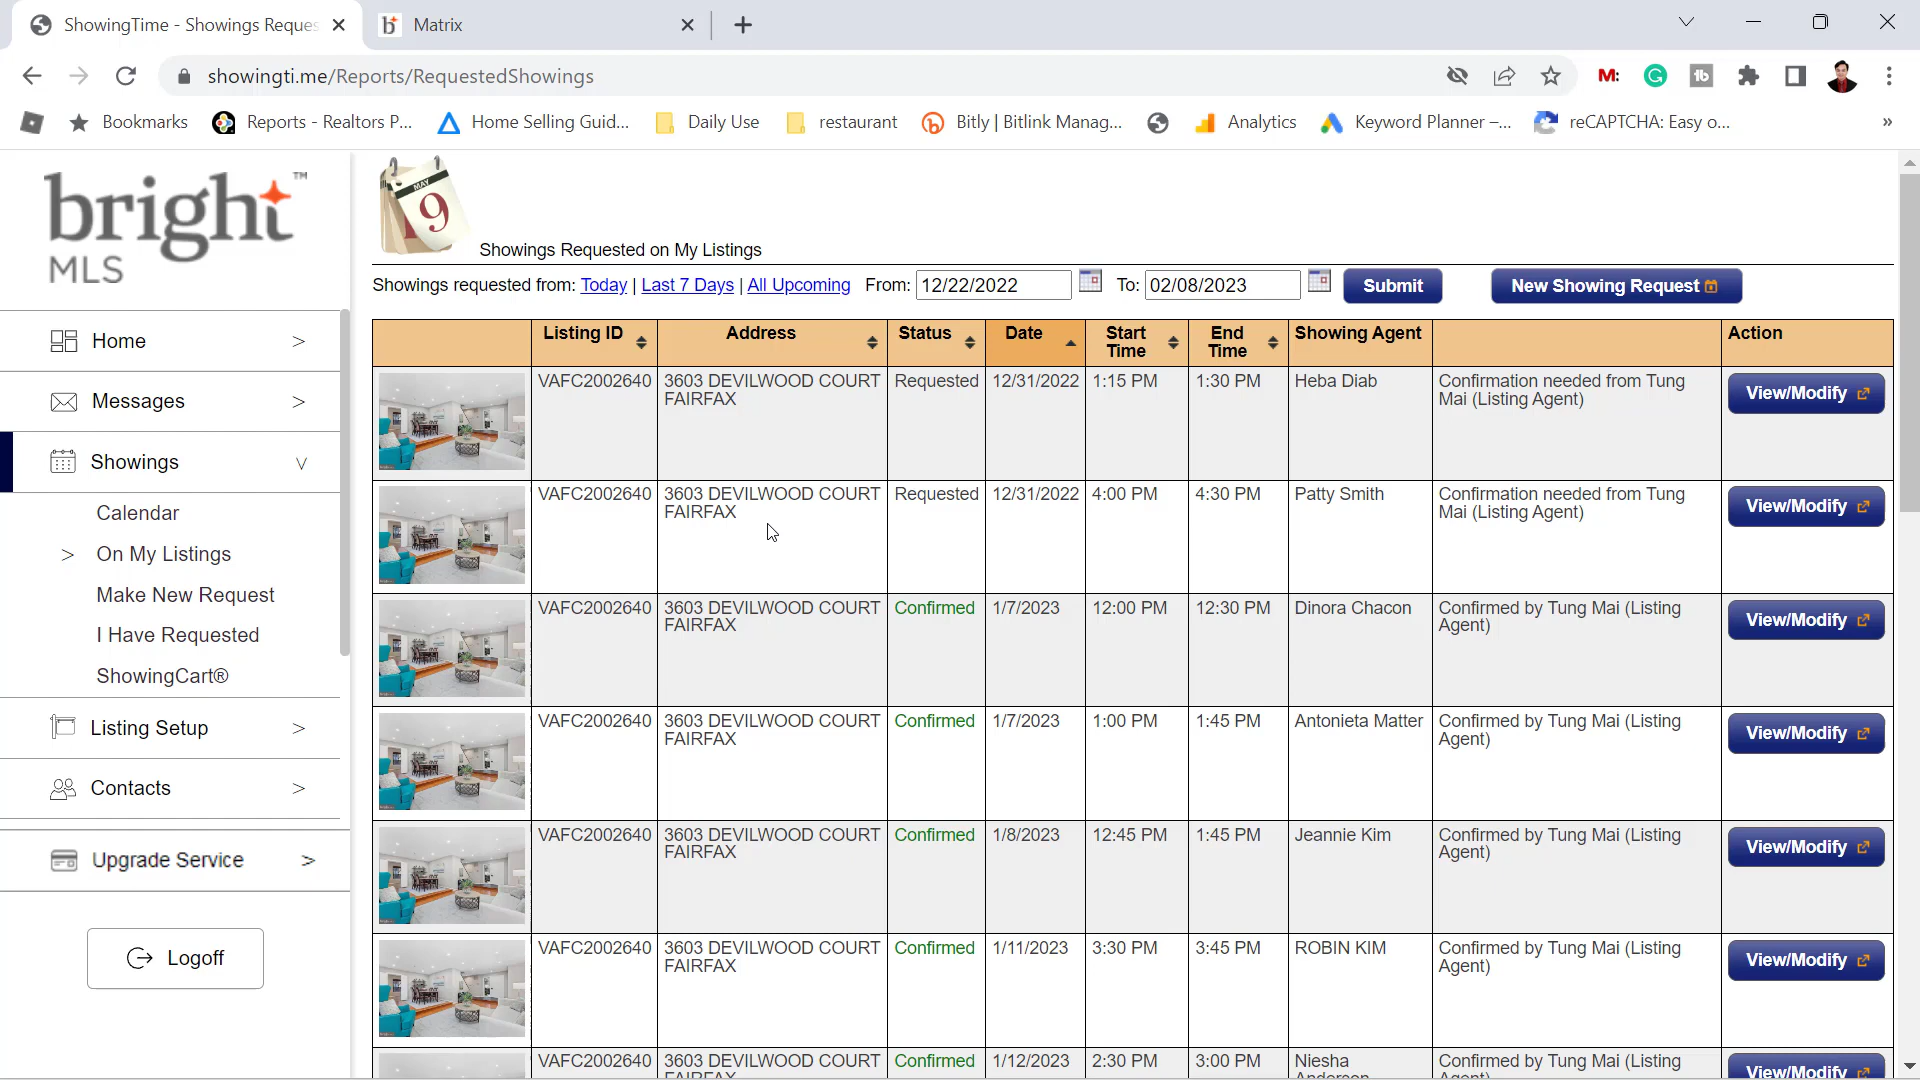 ShowingTime - Showings Reques
Matrix
showingti.me/Reports/RequestedShowings
Bookmarks
Reports - Realtors P...
Home Selling Guid...
Daily Use
restaurant
Bitly | Bitlink Manag...
Analytics
Keyword Planner –...
reCAPTCHA: Easy o...
»
bright™
MLS
Home >
Messages >
Showings
Calendar
> On My Listings
Make New Request
I Have Requested
ShowingCart®
Listing Setup >
Contacts >
Upgrade Service >
Logoff
MAY
9
Showings Requested on My Listings
Showings requested from: Today | Last 7 Days | All Upcoming From: 12/22/2022 To: 02/08/2023 Submit New Showing Request
Listing ID Address Status Date Start Time End Time Showing Agent Action
VAFC2002640 3603 DEVILWOOD COURT Requested 12/31/2022 1:15 PM 1:30 PM Heba Diab Confirmation needed from Tung View/Modify
FAIRFAX Mai (Listing Agent)
VAFC2002640 3603 DEVILWOOD COURT Requested 12/31/2022 4:00 PM 4:30 PM Patty Smith Confirmation needed from Tung View/Modify
FAIRFAX Mai (Listing Agent)
VAFC2002640 3603 DEVILWOOD COURT Confirmed 1/7/2023 12:00 PM 12:30 PM Dinora Chacon Confirmed by Tung Mai (Listing View/Modify
FAIRFAX Agent)
VAFC2002640 3603 DEVILWOOD COURT Confirmed 1/7/2023 1:00 PM 1:45 PM Antonieta Matter Confirmed by Tung Mai (Listing View/Modify
FAIRFAX Agent)
VAFC2002640 3603 DEVILWOOD COURT Confirmed 1/8/2023 12:45 PM 1:45 PM Jeannie Kim Confirmed by Tung Mai (Listing View/Modify
FAIRFAX Agent)
VAFC2002640 3603 DEVILWOOD COURT Confirmed 1/11/2023 3:30 PM 3:45 PM ROBIN KIM Confirmed by Tung Mai (Listing View/Modify
FAIRFAX Agent)
VAFC2002640 3603 DEVILWOOD COURT Confirmed 1/12/2023 2:30 PM 3:00 PM Niesha Confirmed by Tung Mai (Listing View/Modify
FAIRFAX Anderson Agent)